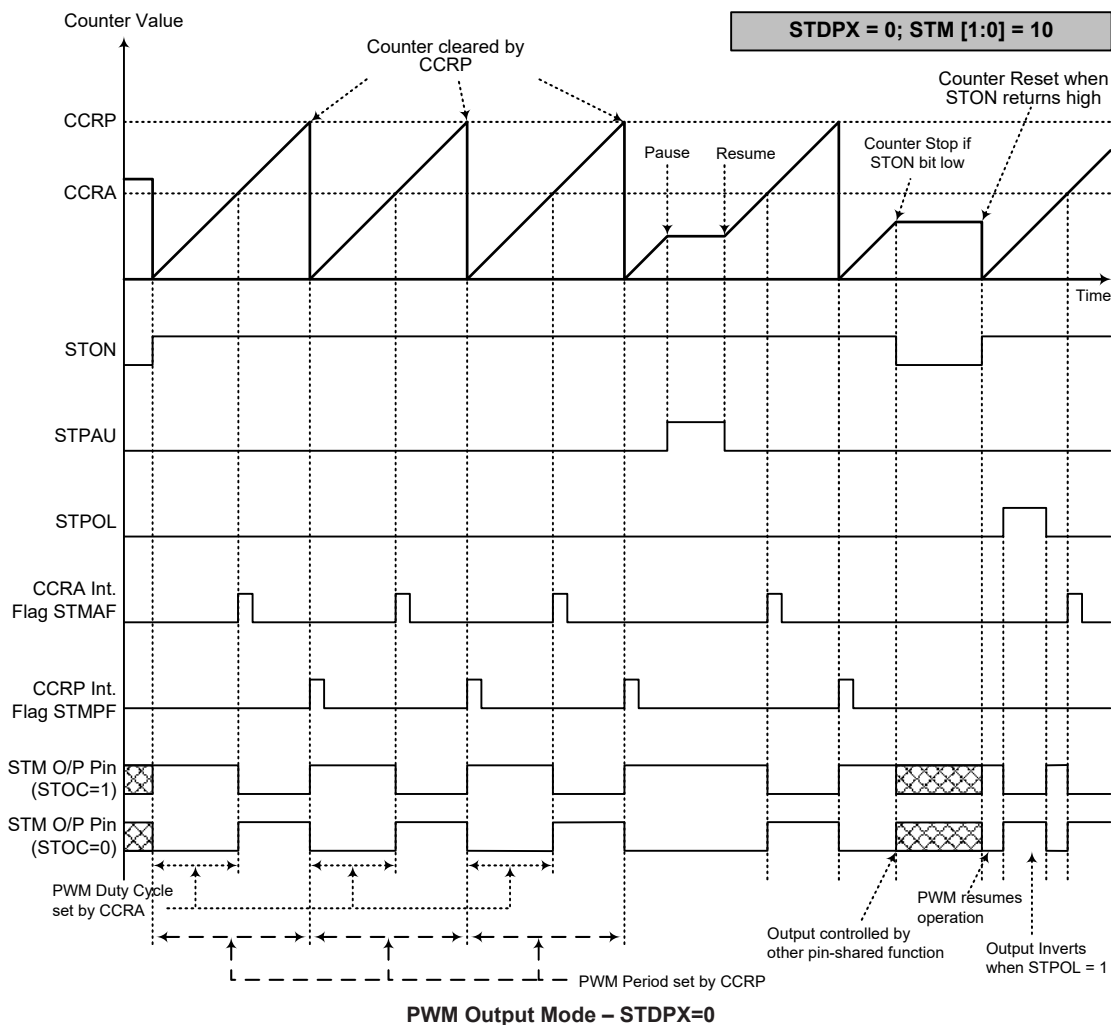 Counter Value
STDPX = 0; STM [1:0] = 10
Counter cleared by
CCRP
Counter Reset when
STON returns high
CCRP
Pause
Resume
Counter Stop if
STON bit low
CCRA
Time
STON
STPAU
STPOL
CCRA Int.
Flag STMAF
CCRP Int.
Flag STMPF
STM O/P Pin
(STOC=1)
STM O/P Pin
(STOC=0)
PWM Duty Cycle
set by CCRA
PWM resumes
operation
Output controlled by
other pin-shared function
Output Inverts
when STPOL = 1
PWM Period set by CCRP
PWM Output Mode – STDPX=0